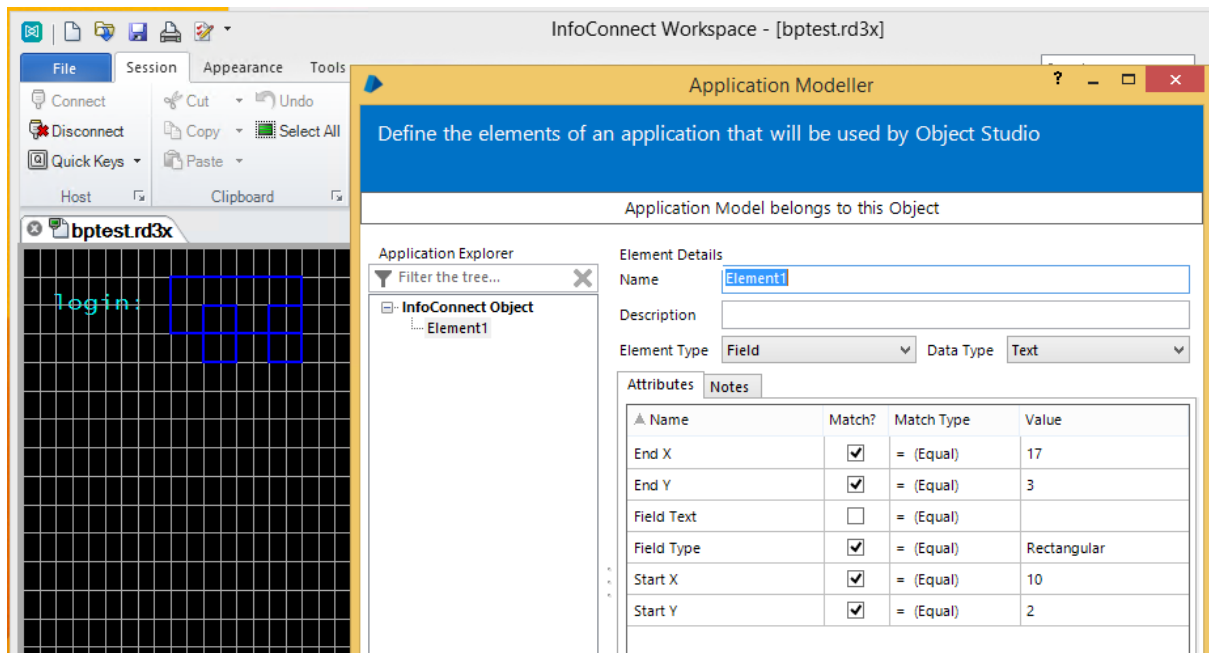 InfoConnect Workspace - [bptest.rd3x]
File Session Appearance Tools
Connect Cut Undo
Disconnect Copy Select All
Quick Keys Paste
Host Clipboard
bptest.rd3x
login:
Application Modeller
?
Define the elements of an application that will be used by Object Studio
Application Model belongs to this Object
Application Explorer
Filter the tree...
InfoConnect Object
Element1
Element Details
Name Element1
Description
Element Type Field Data Type Text
Attributes Notes
Name Match? Match Type Value
End X = (Equal) 17
End Y = (Equal) 3
Field Text = (Equal)
Field Type = (Equal) Rectangular
Start X = (Equal) 10
Start Y = (Equal) 2